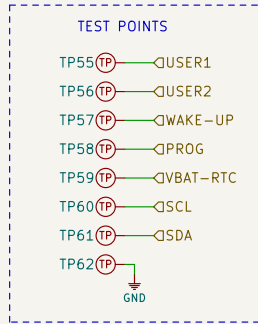 TEST POINTS
TP55 TP USER1
TP56 TP USER2
TP57 TP WAKE-UP
TP58 TP PROG
TP59 TP VBAT-RTC
TP60 TP SCL
TP61 TP SDA
TP62 TP
GND